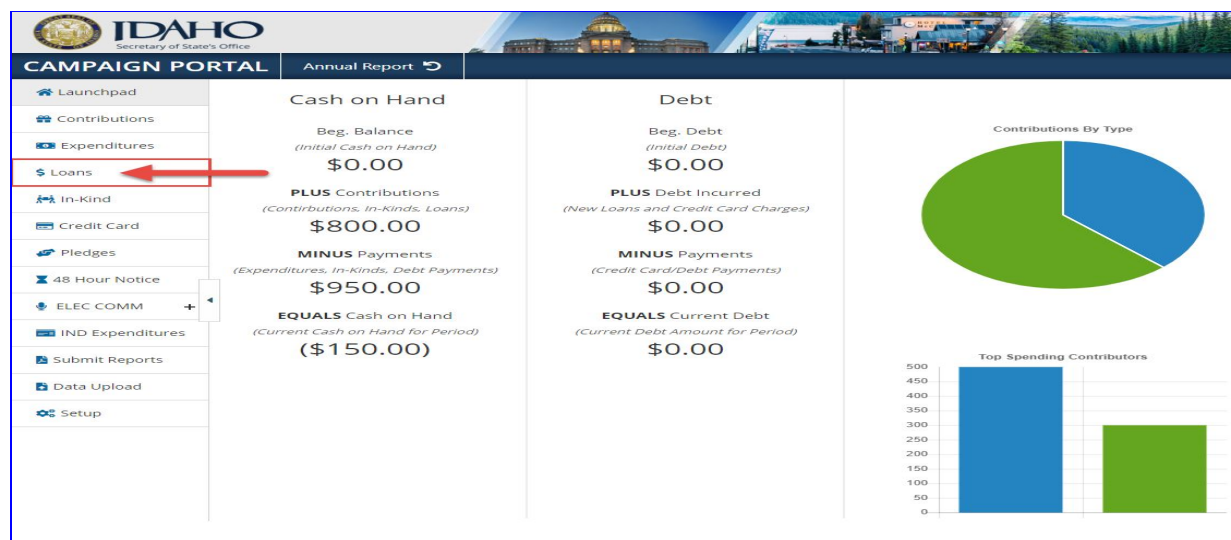 IDAHO
Secretary of State's Office
CAMPAIGN PORTAL
Annual Report
Launchpad
Contributions
Expenditures
$ Loans
In-Kind
Credit Card
Pledges
48 Hour Notice
ELEC COMM +
IND Expenditures
Submit Reports
Data Upload
Setup
Cash on Hand
Beg. Balance
(Initial Cash on Hand)
$0.00
PLUS Contributions
(Contirbutions, In-Kinds, Loans)
$800.00
MINUS Payments
(Expenditures, In-Kinds, Debt Payments)
$950.00
EQUALS Cash on Hand
(Current Cash on Hand for Period)
($150.00)
Debt
Beg. Debt
(Initial Debt)
$0.00
PLUS Debt Incurred
(New Loans and Credit Card Charges)
$0.00
MINUS Payments
(Credit Card/Debt Payments)
$0.00
EQUALS Current Debt
(Current Debt Amount for Period)
$0.00
Contributions By Type
Top Spending Contributors
500
450
400
350
300
250
200
150
100
50
0